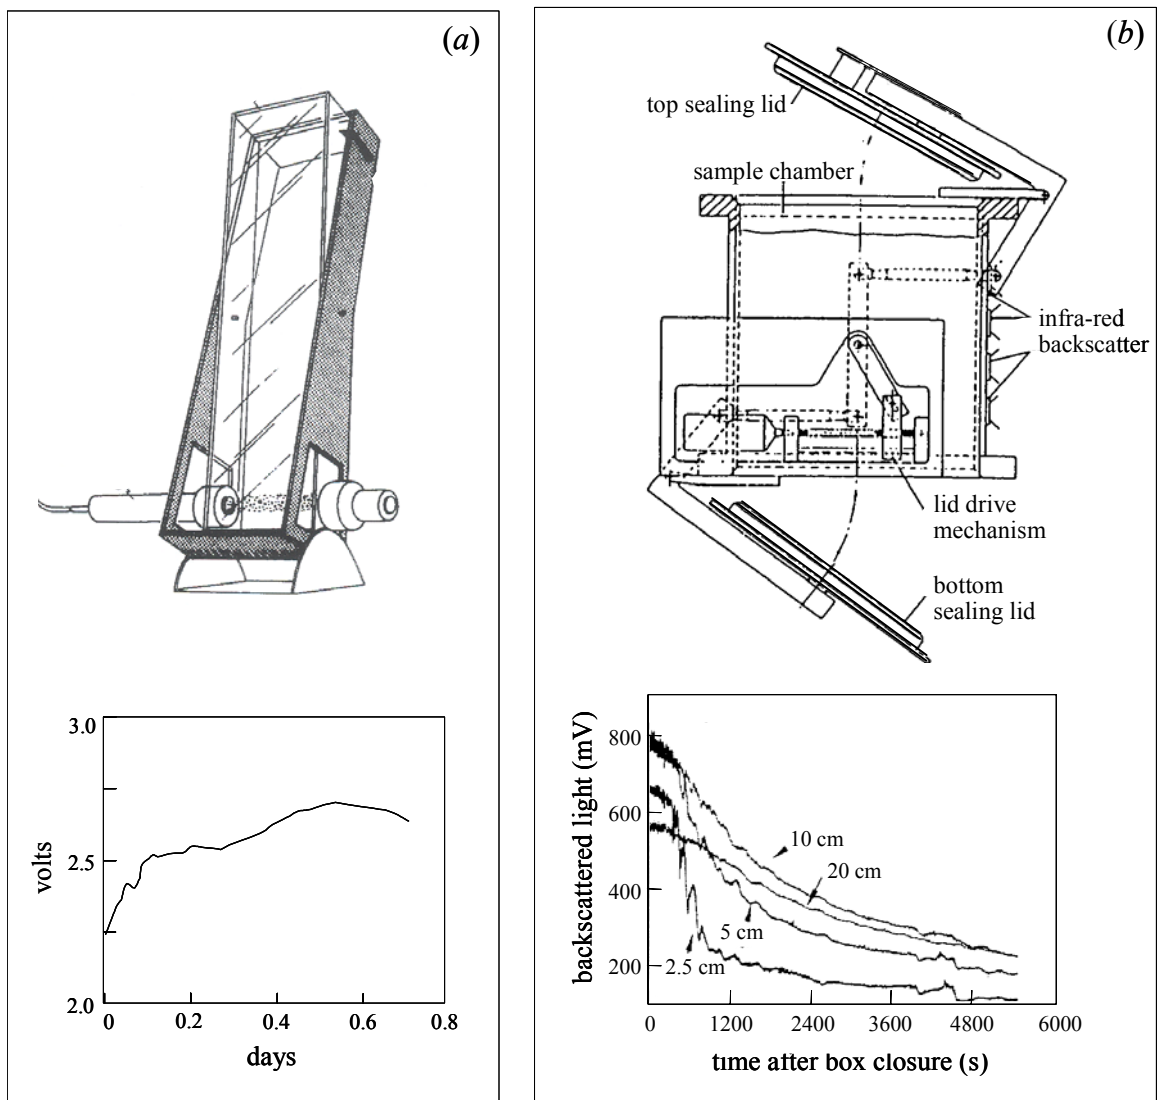 (a)
3.0
2.5
2.0
volts
0
0.2
0.4
0.6
0.8
days
(b)
top sealing lid
sample chamber
infra-red
backscatter
lid drive
mechanism
bottom
sealing lid
800
600
400
200
backscattered light (mV)
10 cm
20 cm
5 cm
2.5 cm
0
1200
2400
3600
4800
6000
time after box closure (s)